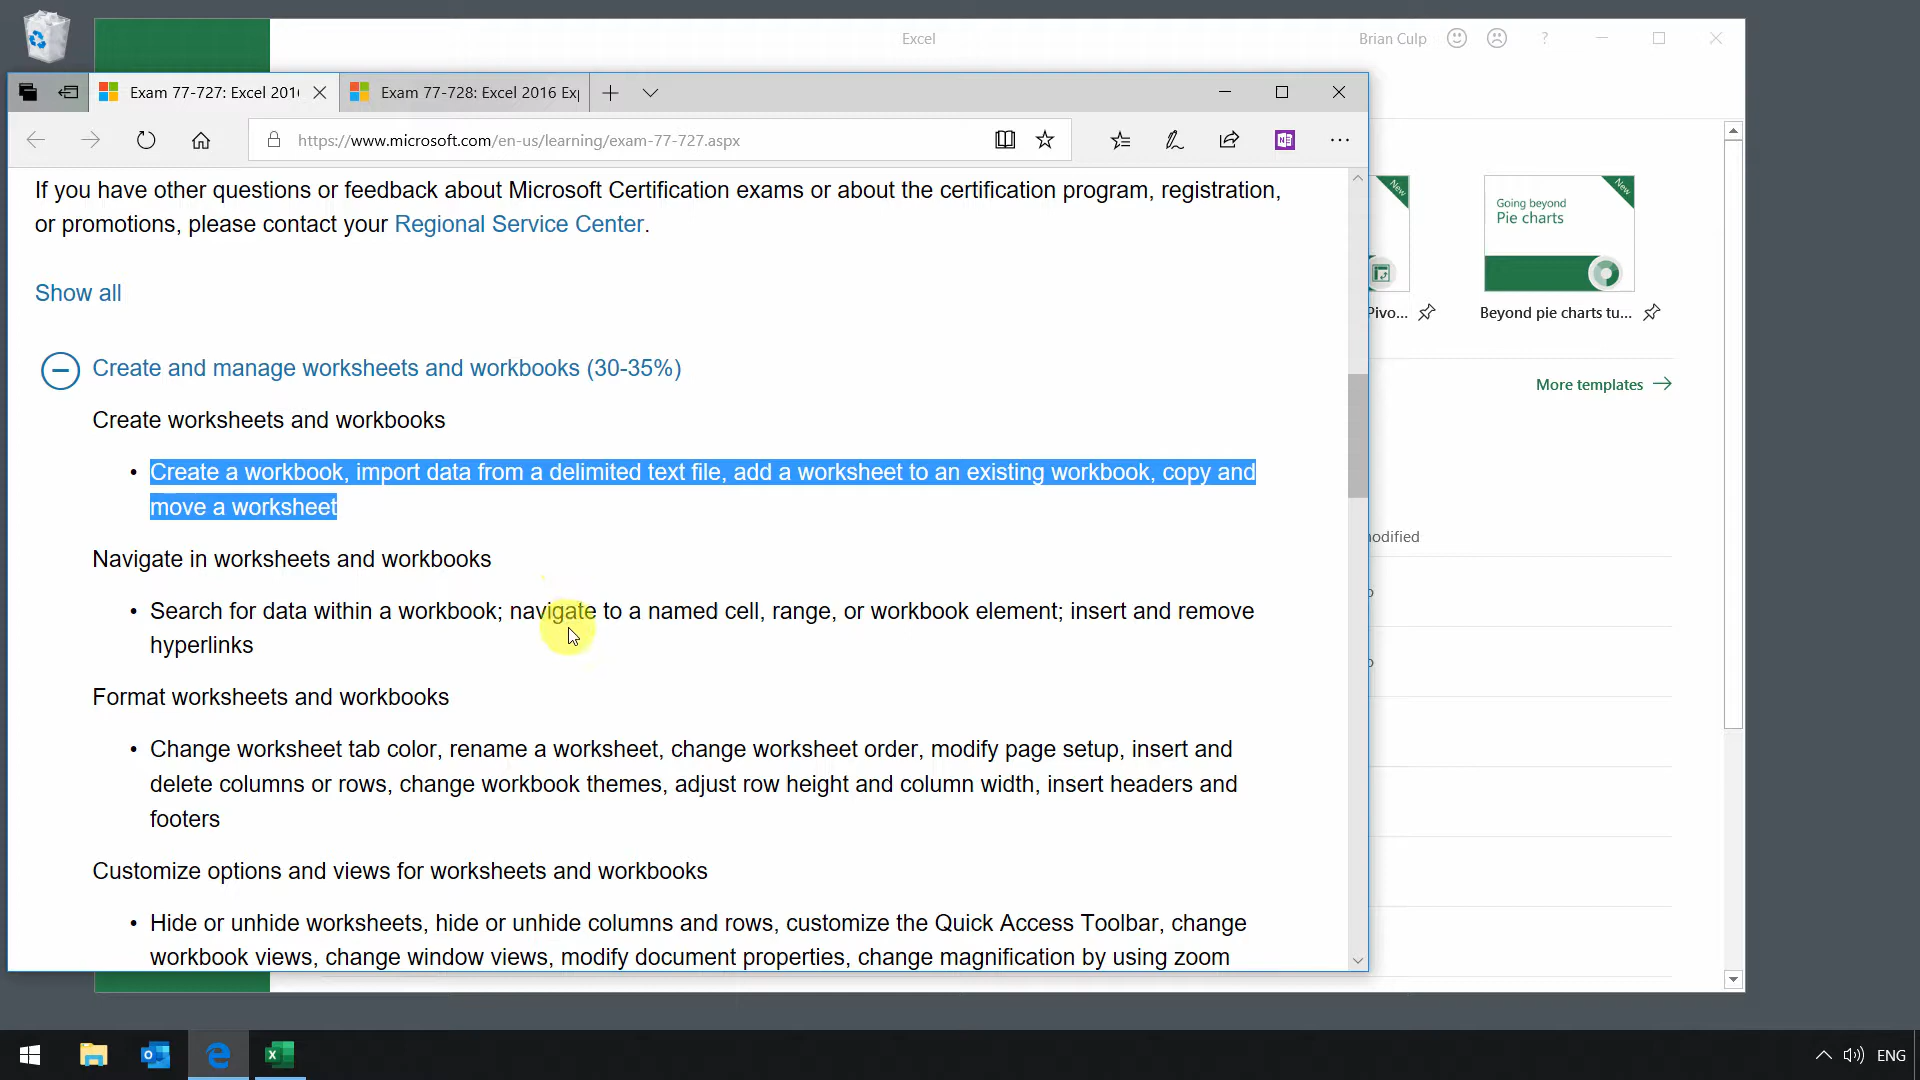 Excel
Brian Culp
?
Exam 77-727: Excel 201
Exam 77-728: Excel 2016 Ex
https://www.microsoft.com/en-us/learning/exam-77-727.aspx
If you have other questions or feedback about Microsoft Certification exams or about the certification program, registration,
or promotions, please contact your Regional Service Center.
Show all
Create and manage worksheets and workbooks (30-35%)
Create worksheets and workbooks
• Create a workbook, import data from a delimited text file, add a worksheet to an existing workbook, copy and
move a worksheet
Navigate in worksheets and workbooks
• Search for data within a workbook; navigate to a named cell, range, or workbook element; insert and remove
hyperlinks
Format worksheets and workbooks
• Change worksheet tab color, rename a worksheet, change worksheet order, modify page setup, insert and
delete columns or rows, change workbook themes, adjust row height and column width, insert headers and
footers
Customize options and views for worksheets and workbooks
• Hide or unhide worksheets, hide or unhide columns and rows, customize the Quick Access Toolbar, change
workbook views, change window views, modify document properties, change magnification by using zoom
New
New
Going beyond
Pie charts
Pivo...
Beyond pie charts tu...
More templates
odified
ENG